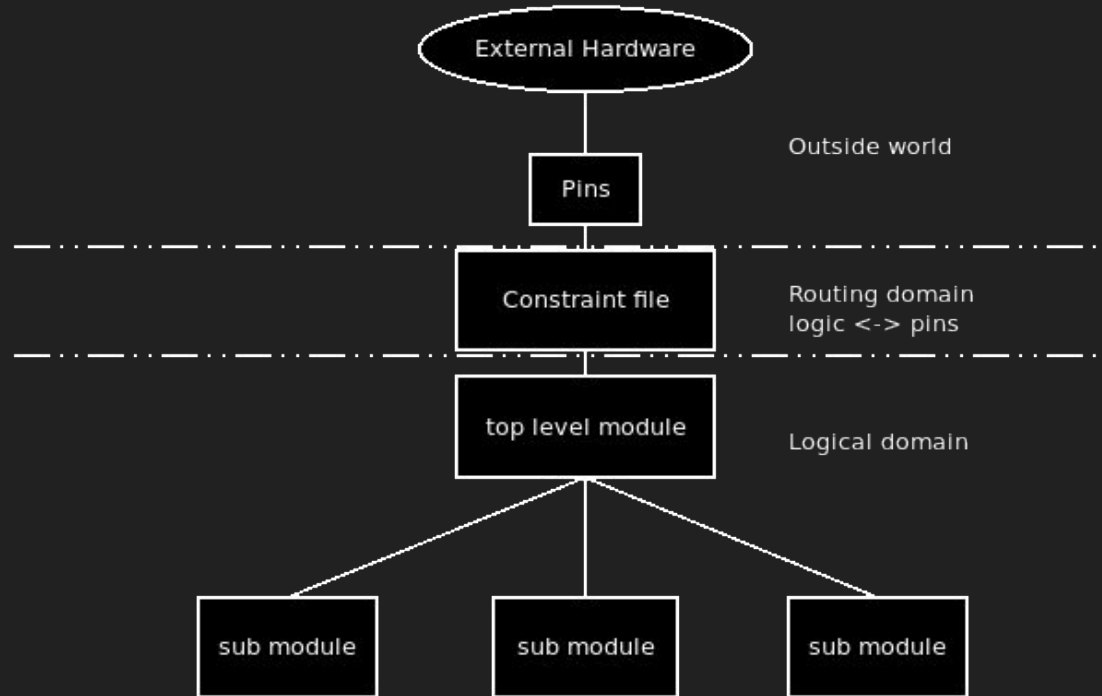 External Hardware
Outside world
Pins
Constraint file
Routing domain
logic <-> pins
top level module
Logical domain
sub module
sub module
sub module